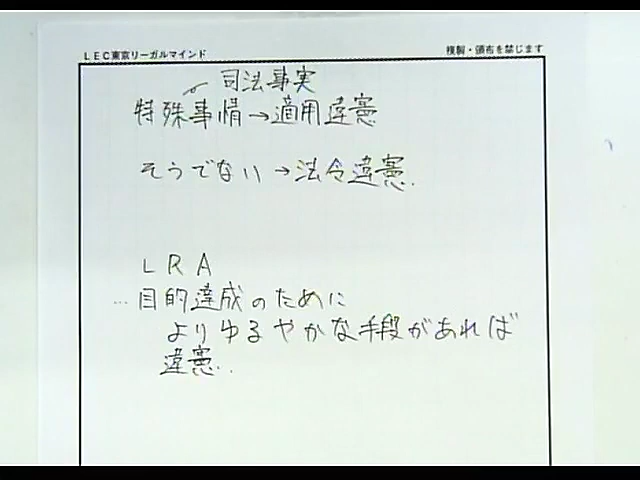 LEC東京リーガルマインド
複製・頒布を禁じます
司法事実
特殊事情→適用違憲
そうでない→法令違憲.
LRA
…目的達成のために
よりゆるやかな手段があれば
違憲..